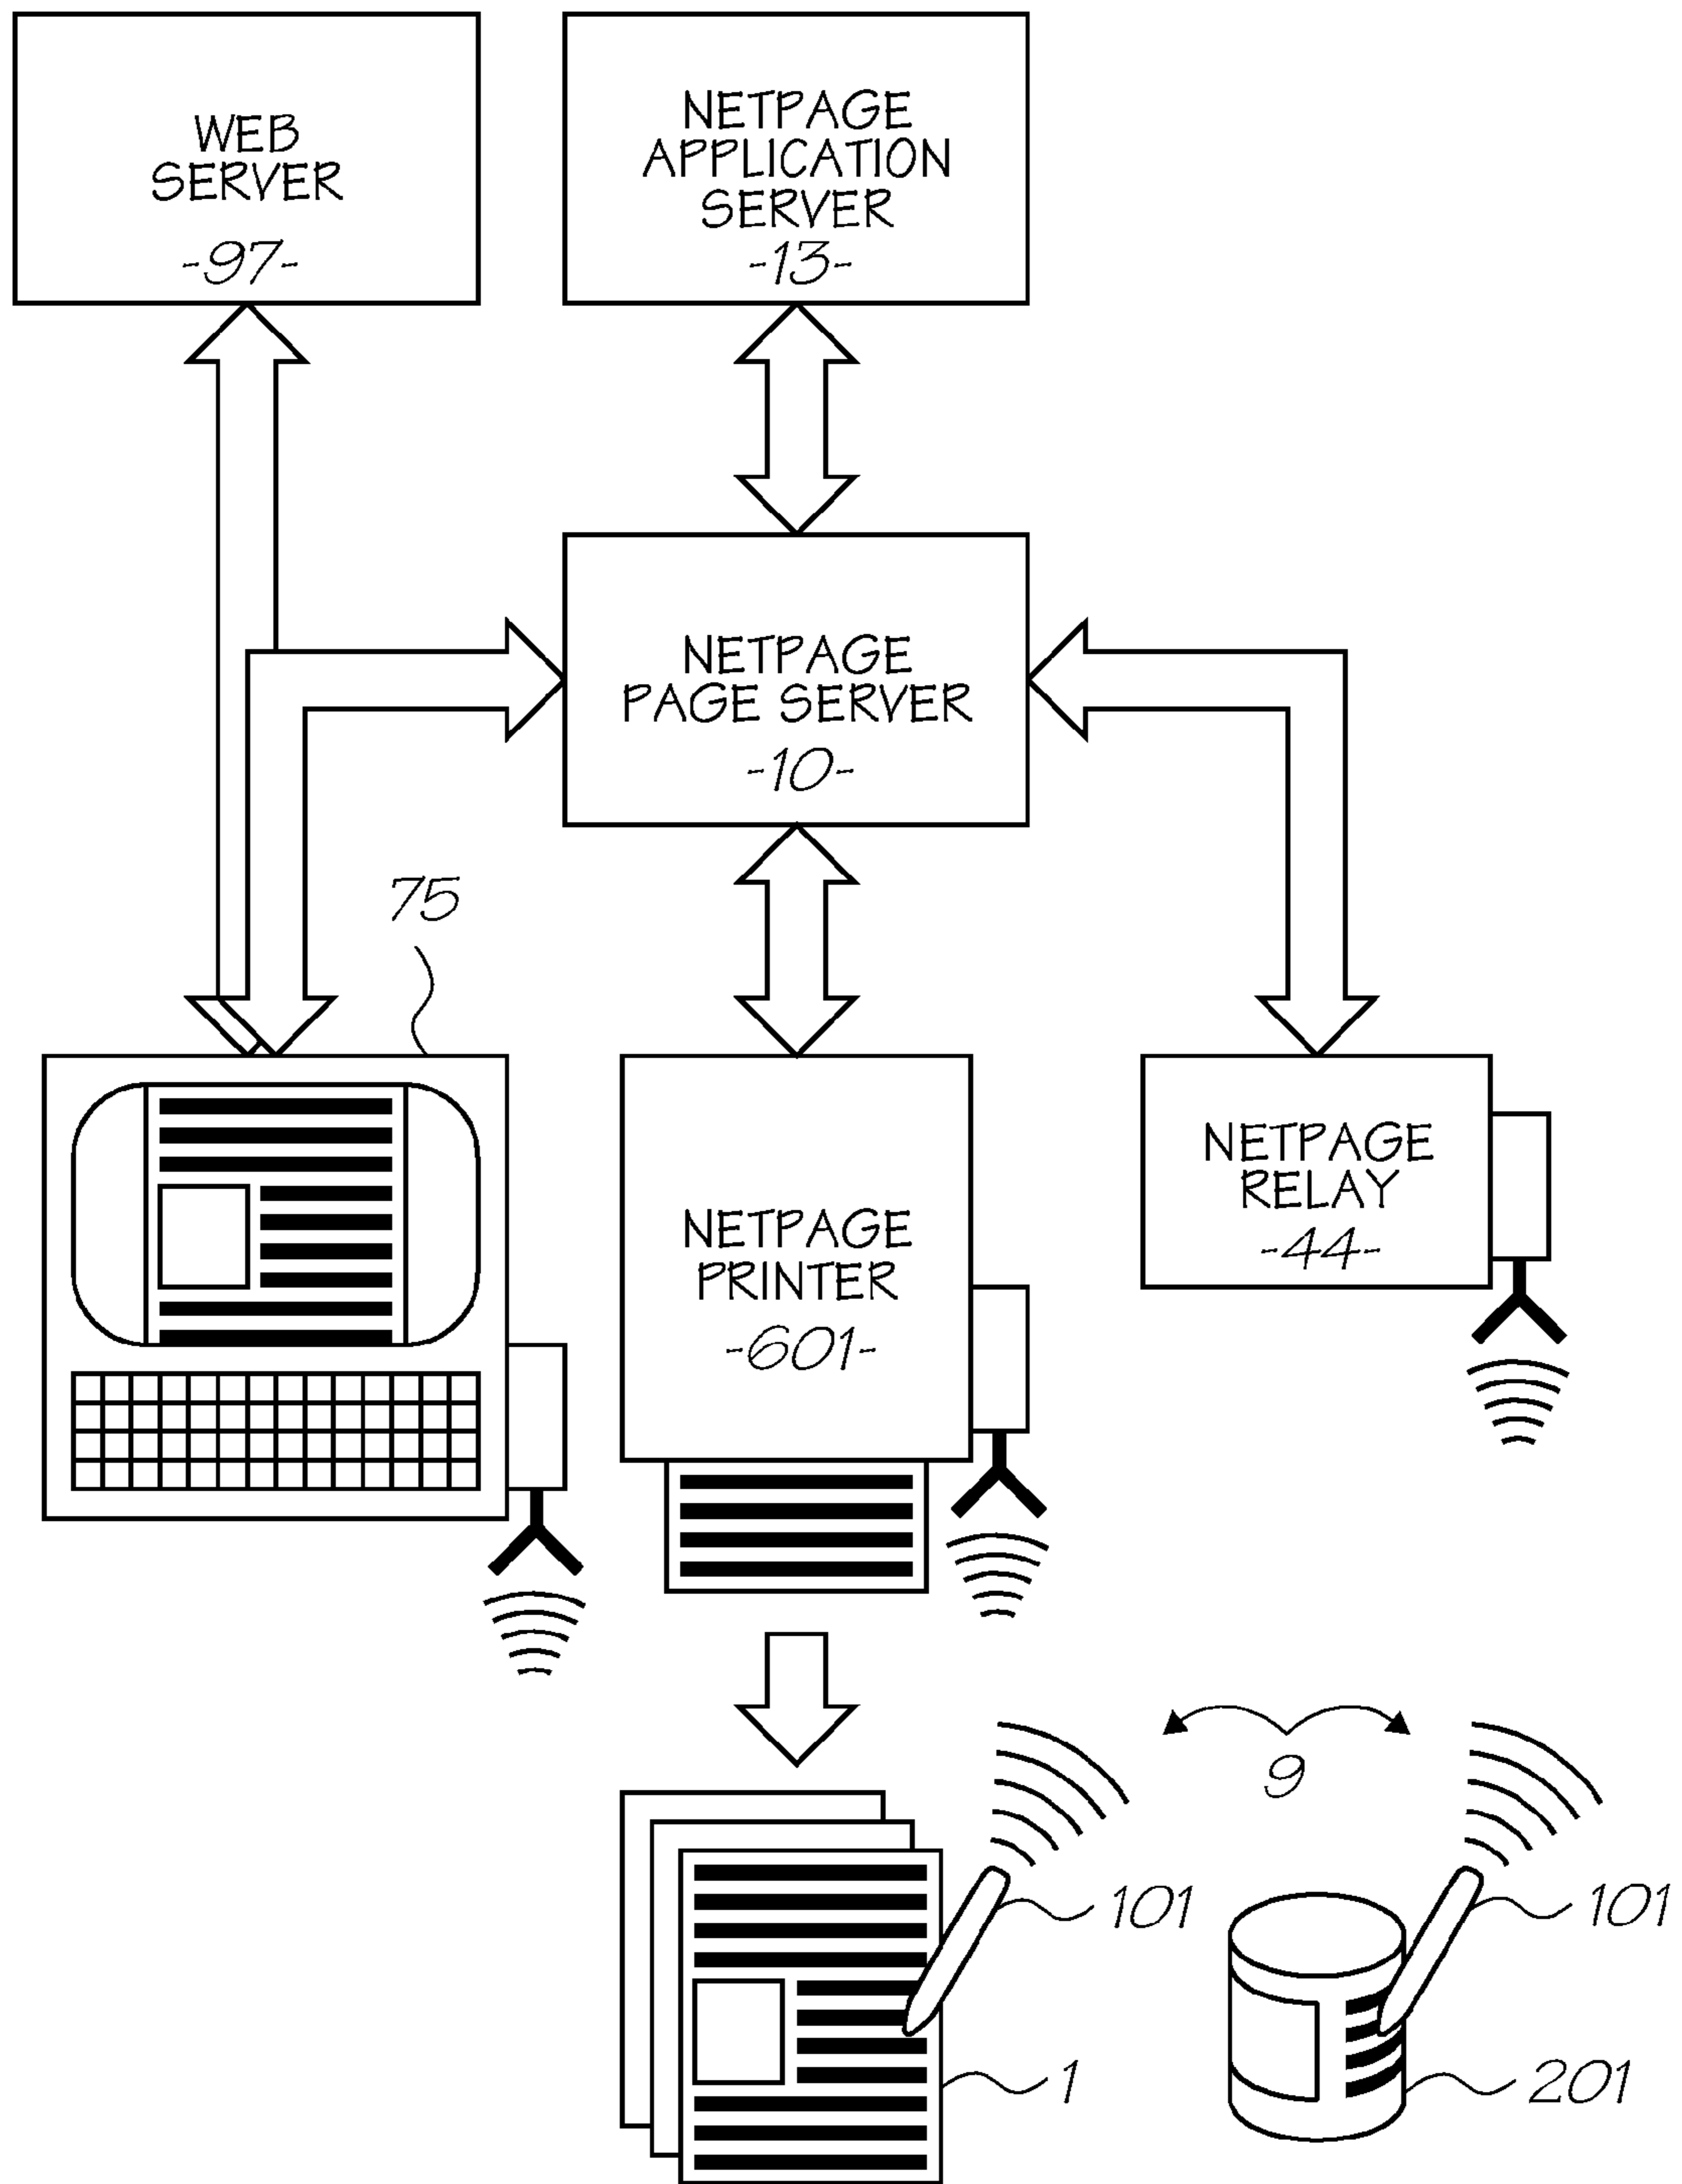 WEB
SERVER
-97-
NETPAGE
APPLICATION
SERVER
-13-
NETPAGE
PAGE SERVER
-10-
75
NETPAGE
PRINTER
-601-
NETPAGE
RELAY
-44-
9
101
101
1
201